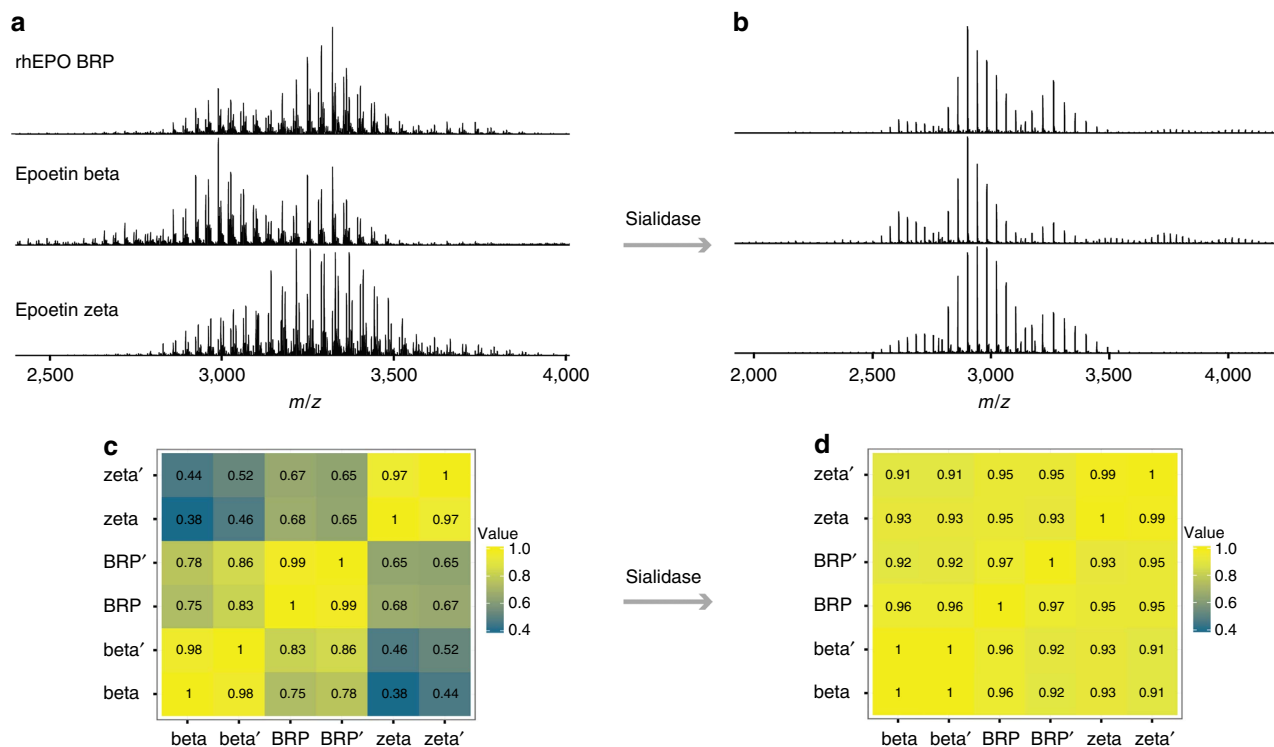 a
b
rhEPO BRP
Epoetin beta
Sialidase
Epoetin zeta
2,500 3,000 3,500 4,000
m/z
2,000 2,500 3,000 3,500 4,000
m/z
c
zeta′ 0.44 0.52 0.67 0.65 0.97 1
zeta 0.38 0.46 0.68 0.65 1 0.97
BRP′ 0.78 0.86 0.99 1 0.65 0.65
BRP 0.75 0.83 1 0.99 0.68 0.67
beta′ 0.98 1 0.83 0.86 0.46 0.52
beta 1 0.98 0.75 0.78 0.38 0.44
beta beta′ BRP BRP′ zeta zeta′
Value
1.0
0.8
0.6
0.4
Sialidase
d
zeta′ 0.91 0.91 0.95 0.95 0.99 1
zeta 0.93 0.93 0.95 0.93 1 0.99
BRP′ 0.92 0.92 0.97 1 0.93 0.95
BRP 0.96 0.96 1 0.97 0.95 0.95
beta′ 1 1 0.96 0.92 0.93 0.91
beta 1 1 0.96 0.92 0.93 0.91
beta beta′ BRP BRP′ zeta zeta′
Value
1.0
0.8
0.6
0.4